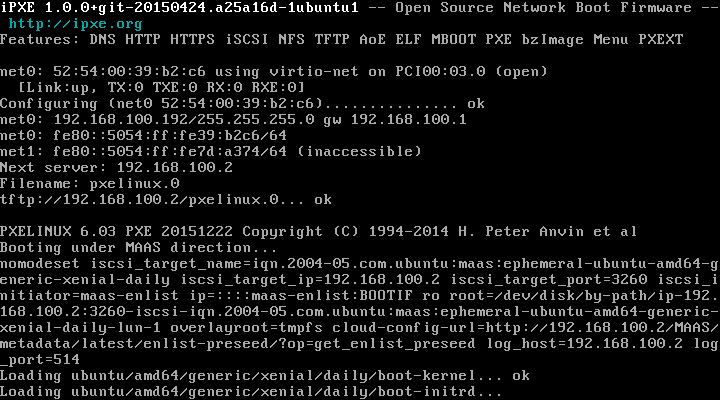 iPXE 1.0.0+git-20150424.a25a16d-1ubuntu1 -- Open Source Network Boot Firmware --
 http://ipxe.org
Features: DNS HTTP HTTPS iSCSI NFS TFTP AoE ELF MBOOT PXE bzImage Menu PXEXT
net0: 52:54:00:39:b2:c6 using virtio-net on PCI00:03.0 (open)
  [Link:up, TX:0 TXE:0 RX:0 RXE:0]
Configuring (net0 52:54:00:39:b2:c6)............... ok
net0: 192.168.100.192/255.255.255.0 gw 192.168.100.1
net0: fe80::5054:ff:fe39:b2c6/64
net1: fe80::5054:ff:fe7d:a374/64 (inaccessible)
Next server: 192.168.100.2
Filename: pxelinux.0
tftp://192.168.100.2/pxelinux.0... ok
PXELINUX 6.03 PXE 20151222 Copyright (C) 1994-2014 H. Peter Anvin et al
Booting under MAAS direction...
nomodeset iscsi_target_name=iqn.2004-05.com.ubuntu:maas:ephemeral-ubuntu-amd64-g
eneric-xenial-daily iscsi_target_ip=192.168.100.2 iscsi_target_port=3260 iscsi_i
nitiator=maas-enlist ip=::::maas-enlist:BOOTIF ro root=/dev/disk/by-path/ip-192.
168.100.2:3260-iscsi-iqn.2004-05.com.ubuntu:maas:ephemeral-ubuntu-amd64-generic-
xenial-daily-lun-1 overlayroot=tmpfs cloud-config-url=http://192.168.100.2/MAAS/
metadata/latest/enlist-preseed/?op=get_enlist_preseed log_host=192.168.100.2 log
_port=514
Loading ubuntu/amd64/generic/xenial/daily/boot-kernel... ok
Loading ubuntu/amd64/generic/xenial/daily/boot-initrd...